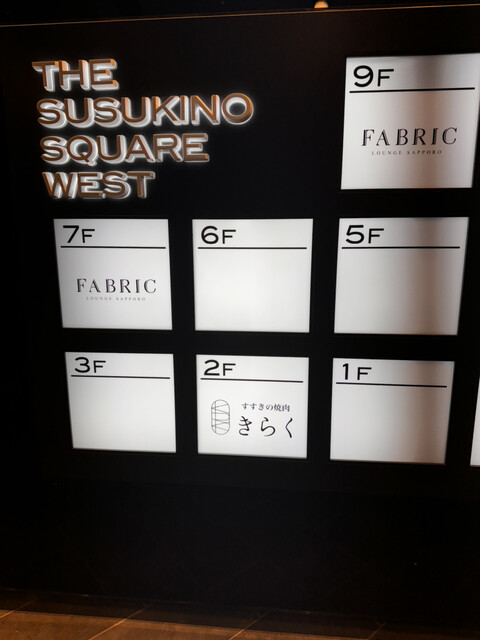 THE
SUSUKINO
SQUARE
WEST
9F
FABRIC
LOUNGE SAPPORO
7F
FABRIC
LOUNGE SAPPORO
6F
5F
3F
2F
すすきの焼肉
きらく
1F